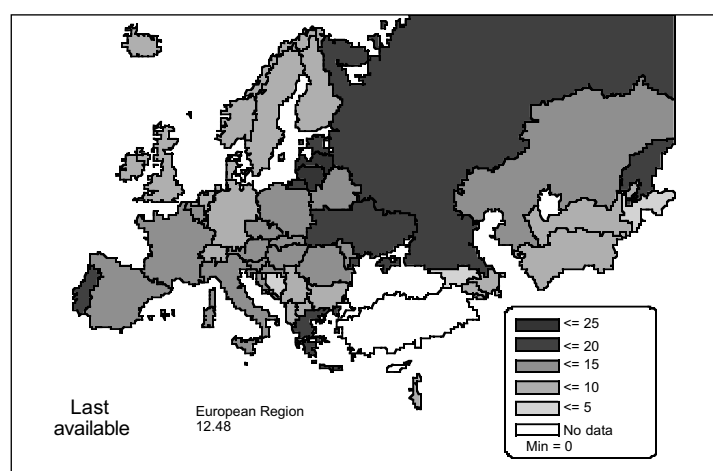 <= 25
<= 20
<= 15
<= 10
<= 5
No data
Min = 0
Last
available
European Region
12.48